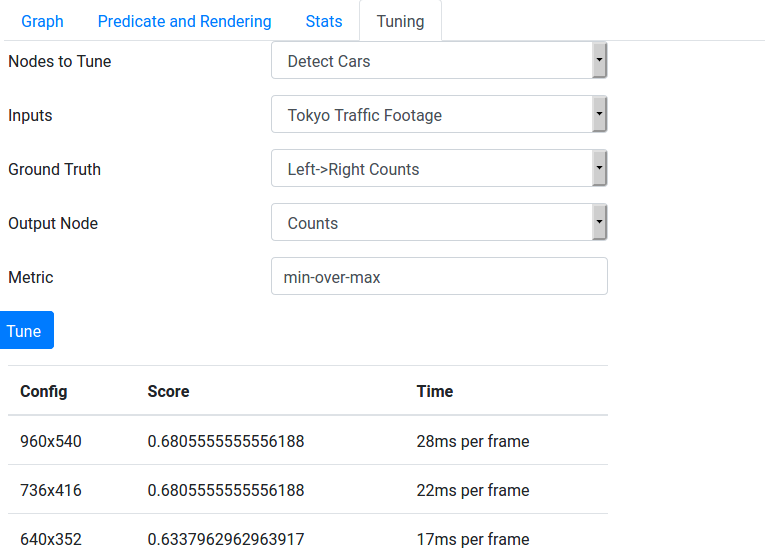 Graph Predicate and Rendering Stats Tuning
Nodes to Tune Detect Cars
Inputs Tokyo Traffic Footage
Ground Truth Left->Right Counts
Output Node Counts
Metric min-over-max
Tune
Config Score Time
960x540 0.6805555555556188 28ms per frame
736x416 0.6805555555556188 22ms per frame
640x352 0.6337962962963917 17ms per frame